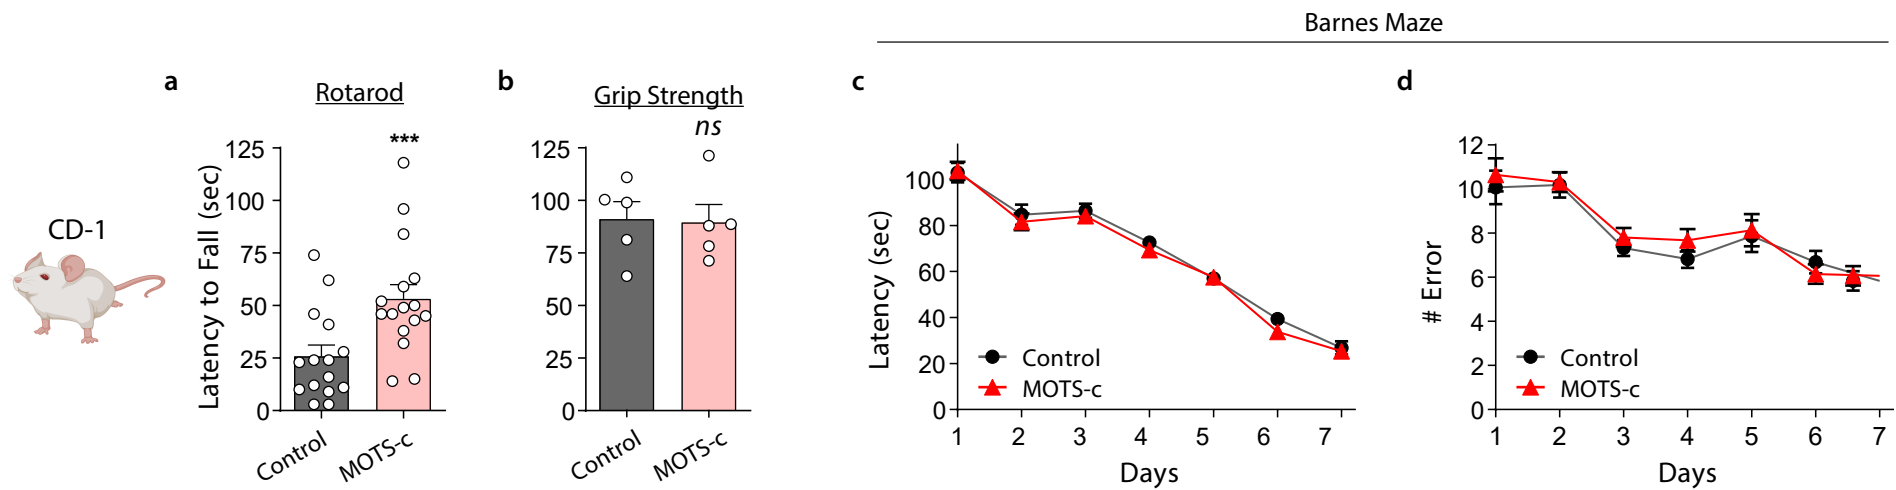 Barnes Maze
CD-1
a
Rotarod
***
Latency to Fall (sec)
125
100
75
50
25
0
Control
MOTS-c
b
Grip Strength
ns
125
100
75
50
25
0
Control
MOTS-c
c
Latency (sec)
100
80
60
40
20
0
Control
MOTS-c
1 2 3 4 5 6 7
Days
d
# Error
12
10
8
6
4
2
0
Control
MOTS-c
1 2 3 4 5 6 7
Days